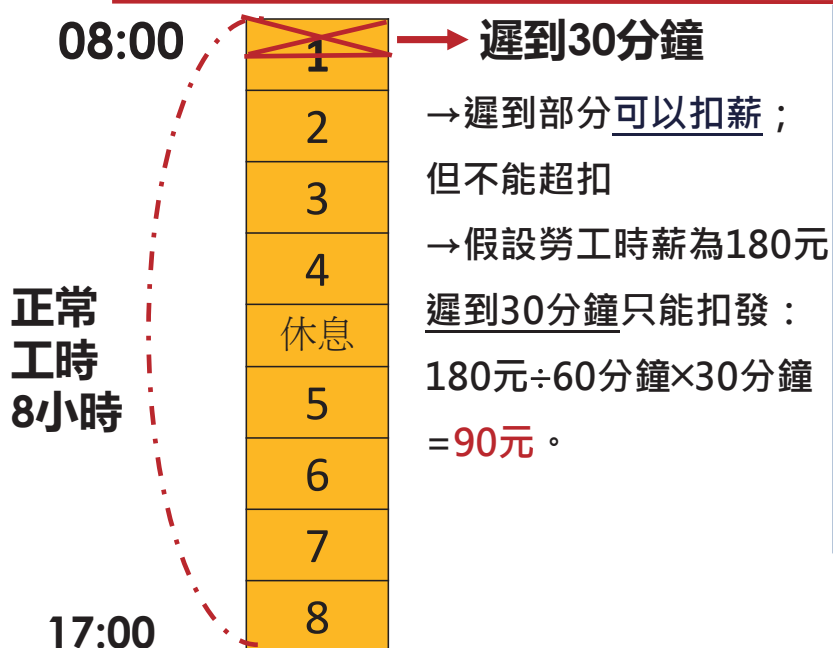 08:00
1
遲到30分鐘
2
→遲到部分可以扣薪；
3
但不能超扣
4
→假設勞工時薪為180元
正常
工時
8小時
休息
遲到30分鐘只能扣發：
5
180元÷60分鐘×30分鐘
=90元。
6
7
8
17:00